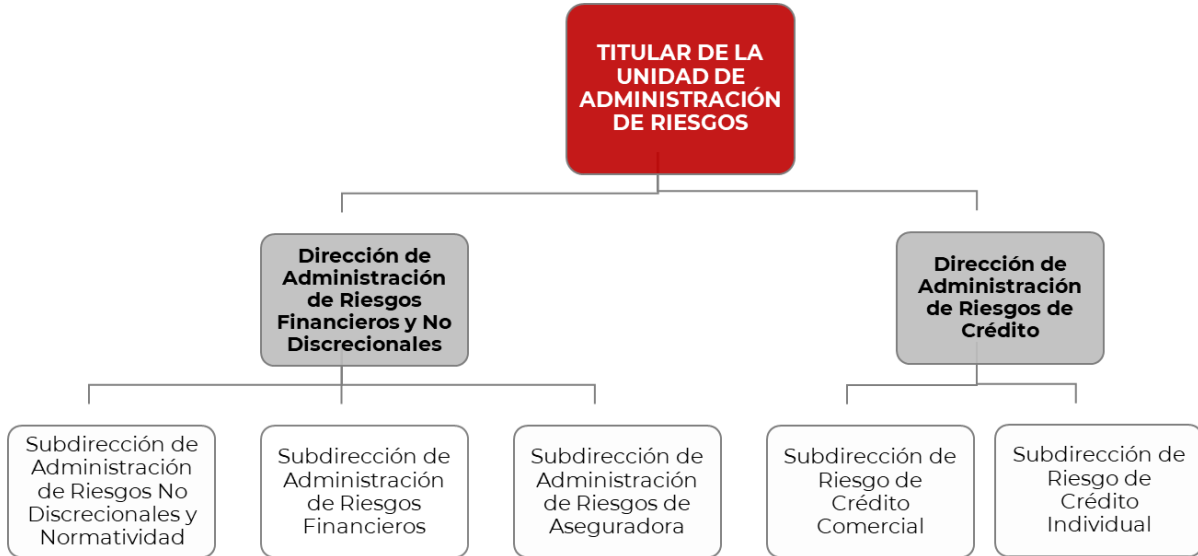 TITULAR DE LA
UNIDAD DE
ADMINISTRACIÓN
DE RIESGOS
Dirección de
Administración
de Riesgos
Financieros y No
Discrecionales
Dirección de
Administración
de Riesgos de
Crédito
Subdirección de
Administración
de Riesgos No
Discrecionales y
Normatividad
Subdirección de
Administración
de Riesgos
Financieros
Subdirección de
Administración
de Riesgos de
Aseguradora
Subdirección de
Riesgo de
Crédito
Comercial
Subdirección de
Riesgo de
Crédito
Individual